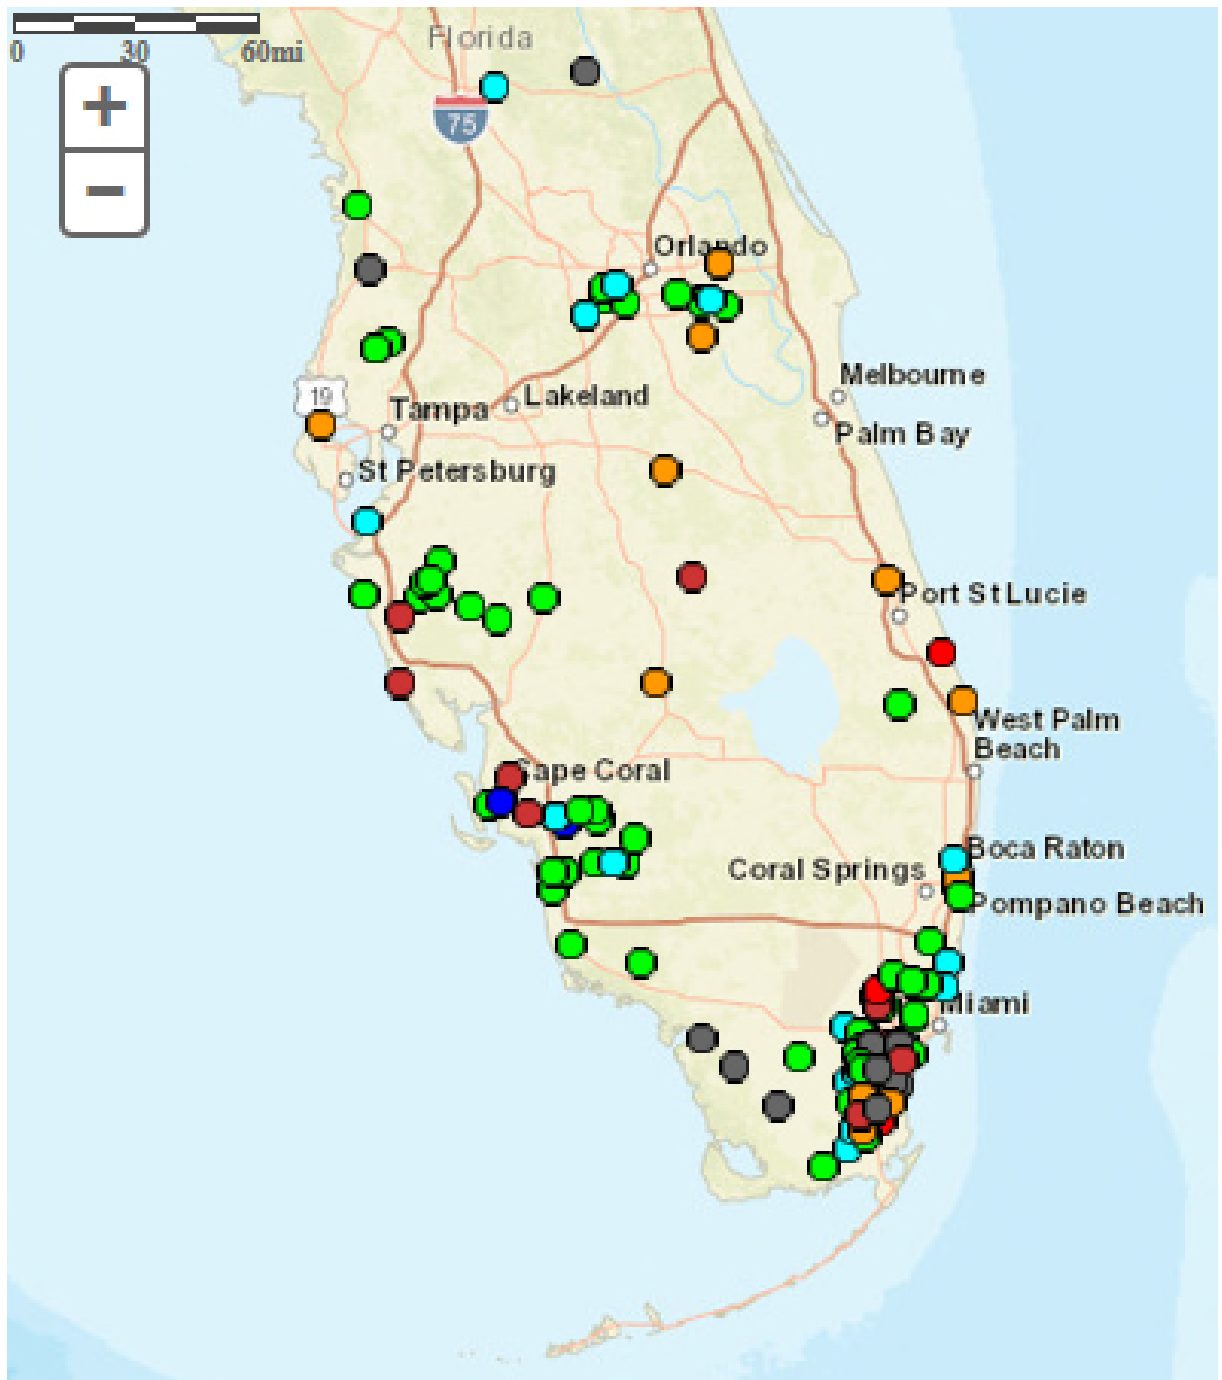 Florida
0 30 60mi
+
75
−
Orlando
Melbourne
19
Tampa
Lakeland
Palm Bay
St Petersburg
Port St Lucie
West Palm
Beach
Cape Coral
Boca Raton
Coral Springs
Pompano Beach
Miami